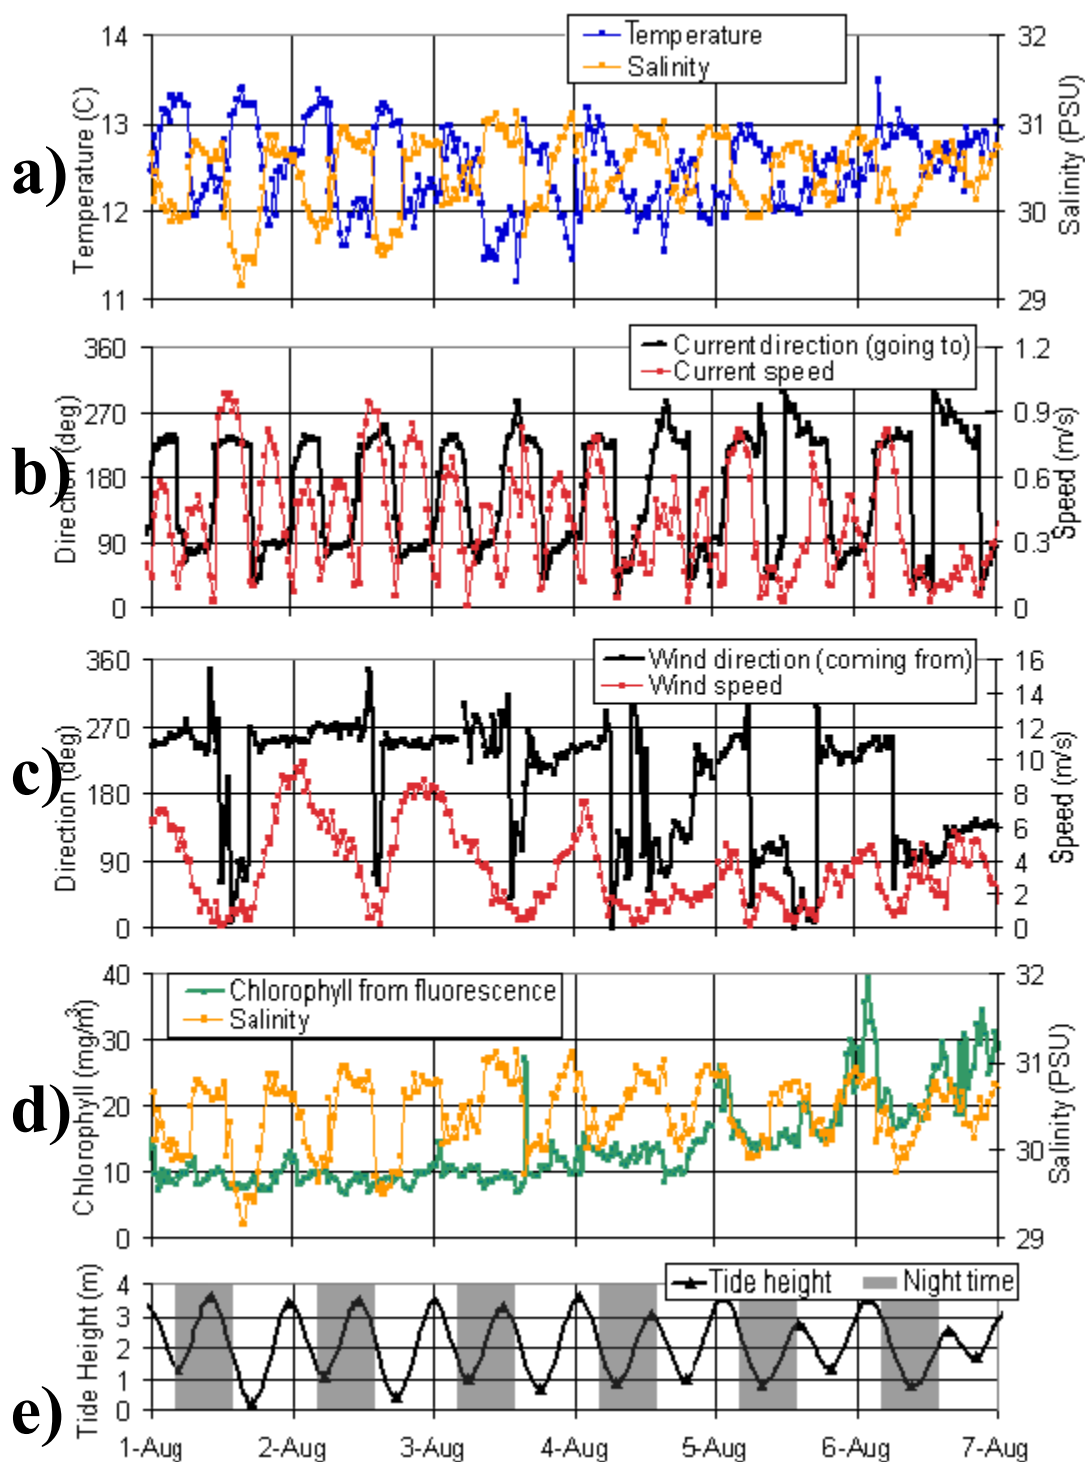 a)
14
13
12
11
Temperature (C)
Temperature
Salinity
32
31
30
29
Salinity (PSU)
b)
360
270
180
90
0
Direction (deg)
Current direction (going to)
Current speed
1.2
0.9
0.6
0.3
0
Speed (m/s)
c)
360
270
180
90
0
Direction (deg)
Wind direction (coming from)
Wind speed
16
14
12
10
8
6
4
2
0
Speed (m/s)
d)
40
30
20
10
0
Chlorophyll (mg/m³)
Chlorophyll from fluorescence
Salinity
32
31
30
29
Salinity (PSU)
e)
4
3
2
1
0
Tide Height (m)
Tide height
Night time
1-Aug 2-Aug 3-Aug 4-Aug 5-Aug 6-Aug 7-Aug